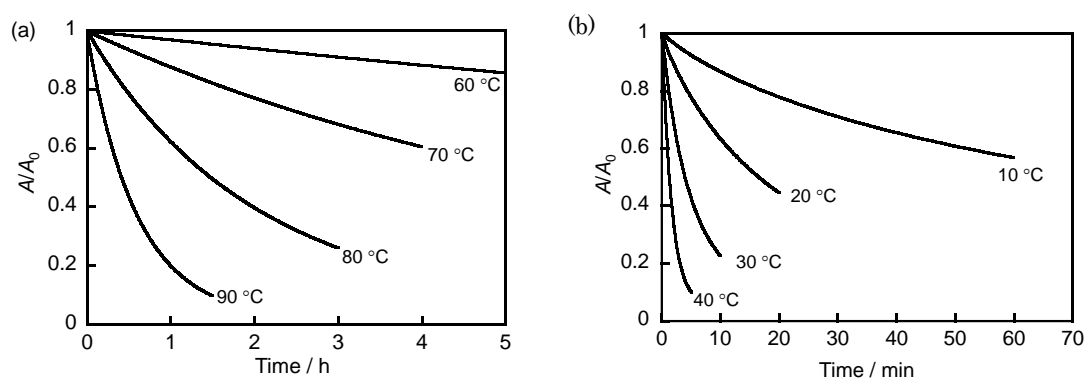 (a)
1
0.8
0.6
0.4
0.2
0
A/A0
0
1
2
3
4
5
Time / h
60 °C
70 °C
80 °C
90 °C
(b)
1
0.8
0.6
0.4
0.2
0
A/A0
0
10
20
30
40
50
60
70
Time / min
10 °C
20 °C
30 °C
40 °C